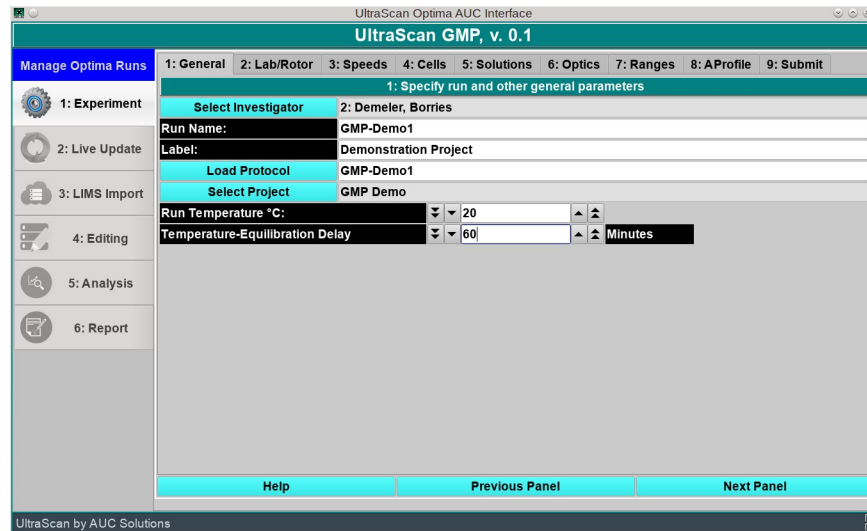 UltraScan Optima AUC Interface
UltraScan GMP, v. 0.1
Manage Optima Runs
1: General 2: Lab/Rotor 3: Speeds 4: Cells 5: Solutions 6: Optics 7: Ranges 8: AProfile 9: Submit
1: Specify run and other general parameters
1: Experiment
2: Live Update
3: LIMS Import
4: Editing
5: Analysis
6: Report
Select Investigator 2: Demeler, Borries
Run Name: GMP-Demo1
Label: Demonstration Project
Load Protocol GMP-Demo1
Select Project GMP Demo
Run Temperature °C: 20
Temperature-Equilibration Delay 60 Minutes
Help Previous Panel Next Panel
UltraScan by AUC Solutions